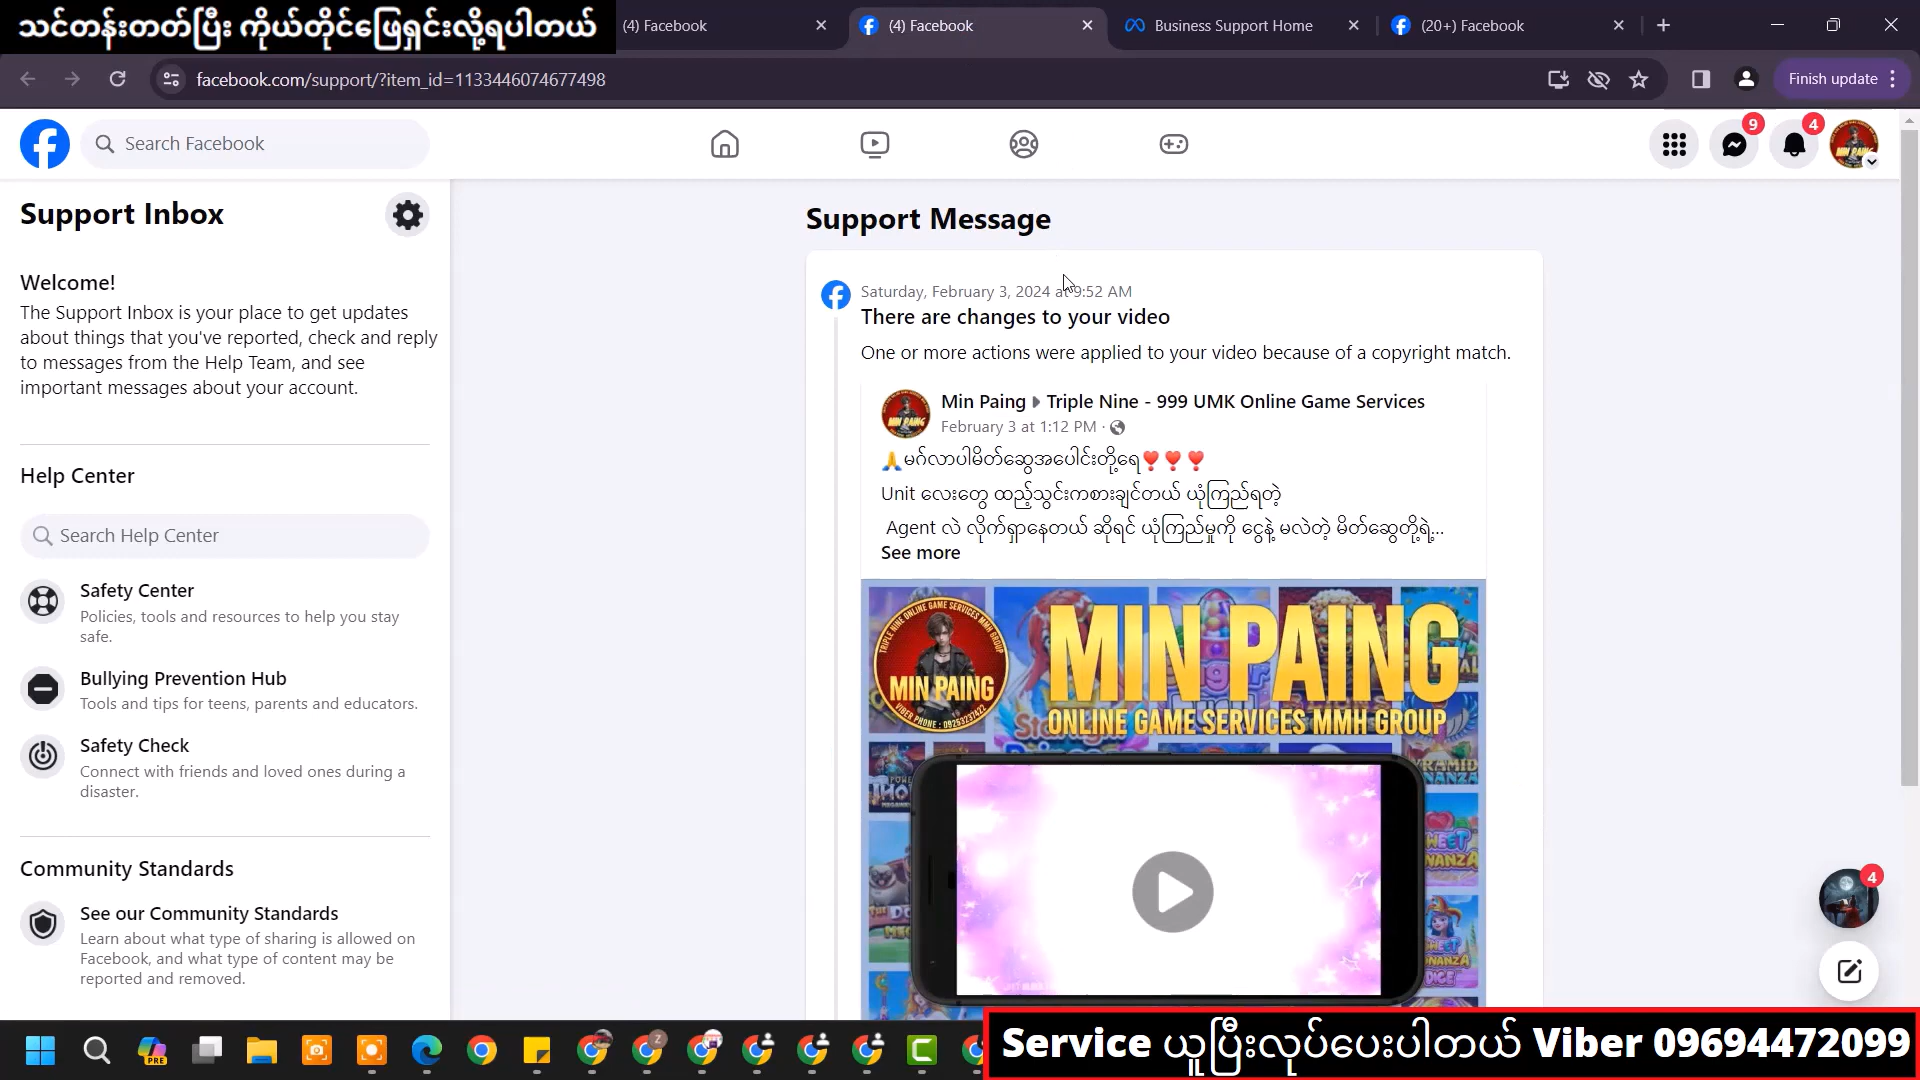 သင်တန်းတတ်ပြီး ကိုယ်တိုင်ဖြေရှင်းလို့ရပါတယ်
(4) Facebook
(4) Facebook
Business Support Home
(20+) Facebook
facebook.com/support/?item_id=1133446074677498
Finish update
Search Facebook
9
4
Support Inbox
Welcome!
The Support Inbox is your place to get updates
about things that you've reported, check and reply
to messages from the Help Team, and see
important messages about your account.
Help Center
Search Help Center
Safety Center
Policies, tools and resources to help you stay
safe.
Bullying Prevention Hub
Tools and tips for teens, parents and educators.
Safety Check
Connect with friends and loved ones during a
disaster.
Community Standards
See our Community Standards
Learn about what type of sharing is allowed on
Facebook, and what type of content may be
reported and removed.
Support Message
Saturday, February 3, 2024 at 9:52 AM
There are changes to your video
One or more actions were applied to your video because of a copyright match.
Min Paing Triple Nine - 999 UMK Online Game Services
February 3 at 1:12 PM ·
🙏မင်္ဂလာပါမိတ်ဆွေအပေါင်းတို့ရေ❣️❣️❣️
Unit လေးတွေ ထည့်သွင်းကစားချင်တယ် ယုံကြည်ရတဲ့
Agent လဲ လိုက်ရှာနေတယ် ဆိုရင် ယုံကြည်မှုကို ငွေနဲ့ မလဲတဲ့ မိတ်ဆွေတို့ရဲ့...
See more
TRIPLE NINE ONLINE GAME SERVICES MMH GROUP
MIN PAING
VIBER PHONE : 09253237422
MIN PAING
ONLINE GAME SERVICES MMH GROUP
4
Service ယူပြီးလုပ်ပေးပါတယ် Viber 09694472099